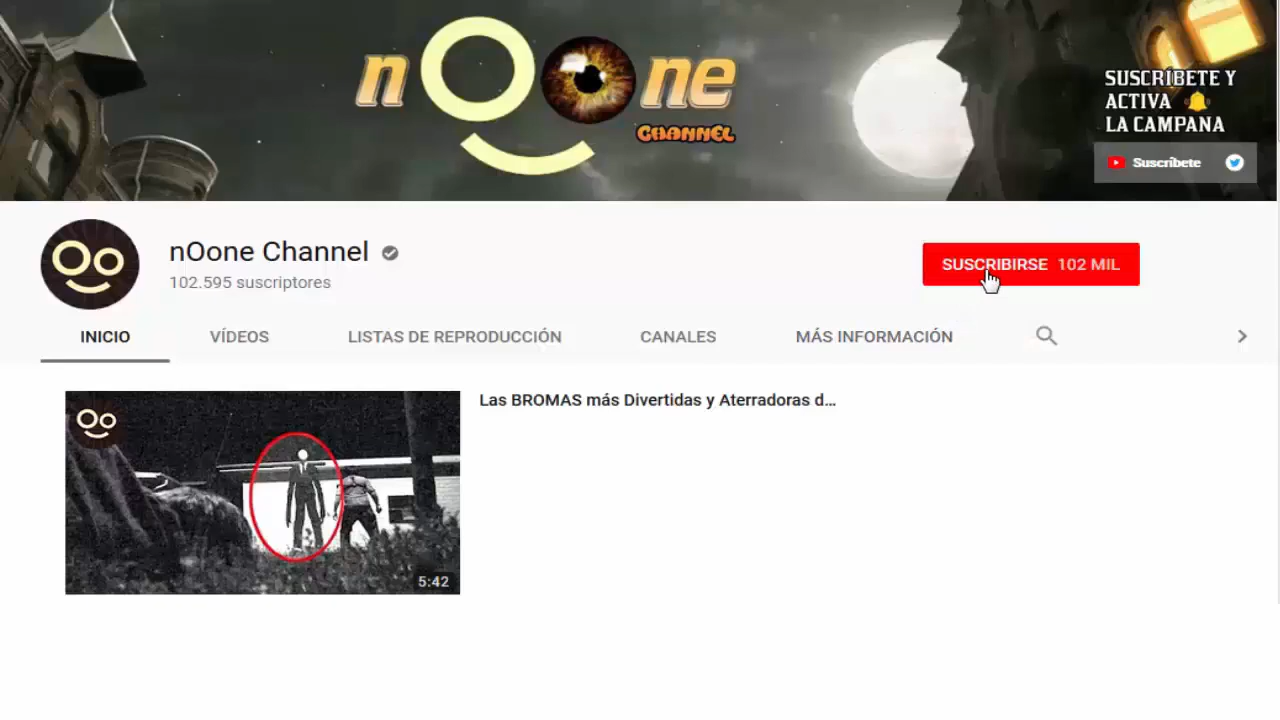 nOone
CHANNEL
SUSCRÍBETE Y
ACTIVA
LA CAMPANA
Suscríbete
nOone Channel
102.595 suscriptores
SUSCRIBIRSE 102 MIL
INICIO VÍDEOS LISTAS DE REPRODUCCIÓN CANALES MÁS INFORMACIÓN
Las BROMAS más Divertidas y Aterradoras d...
5:42